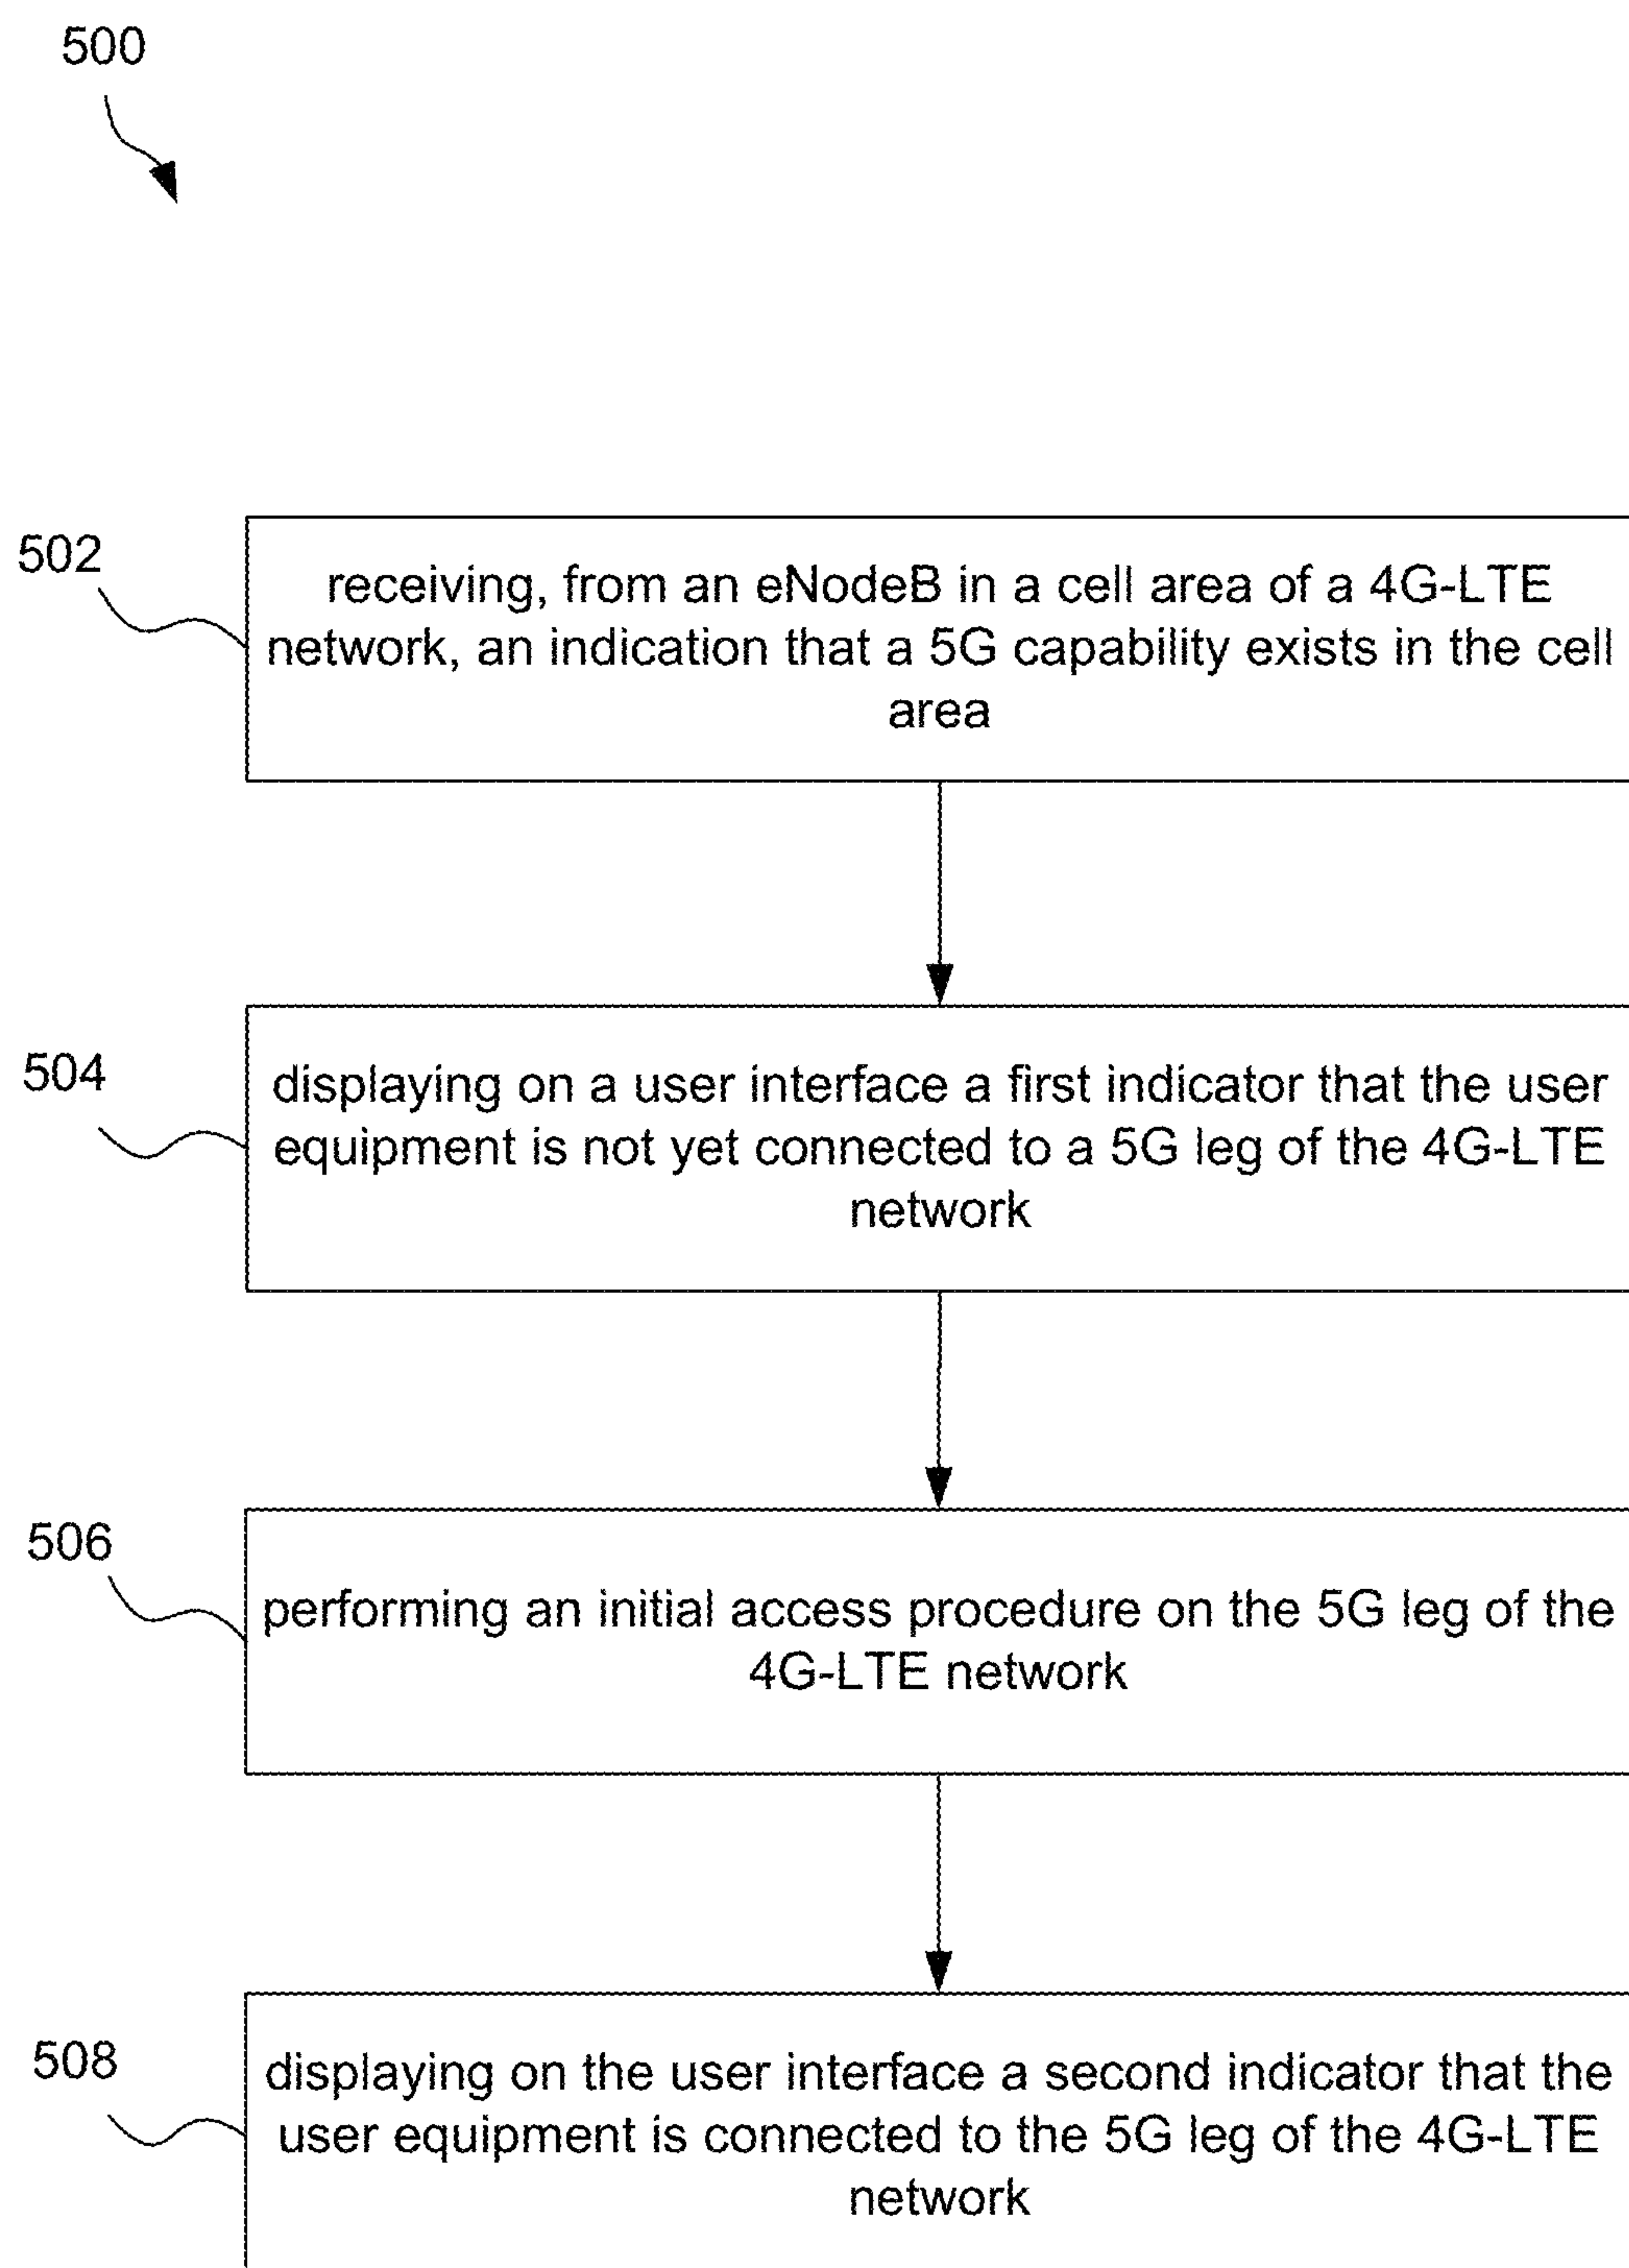 500
502
receiving, from an eNodeB in a cell area of a 4G-LTE
network, an indication that a 5G capability exists in the cell
area
504
displaying on a user interface a first indicator that the user
equipment is not yet connected to a 5G leg of the 4G-LTE
network
506
performing an initial access procedure on the 5G leg of the
4G-LTE network
508
displaying on the user interface a second indicator that the
user equipment is connected to the 5G leg of the 4G-LTE
network